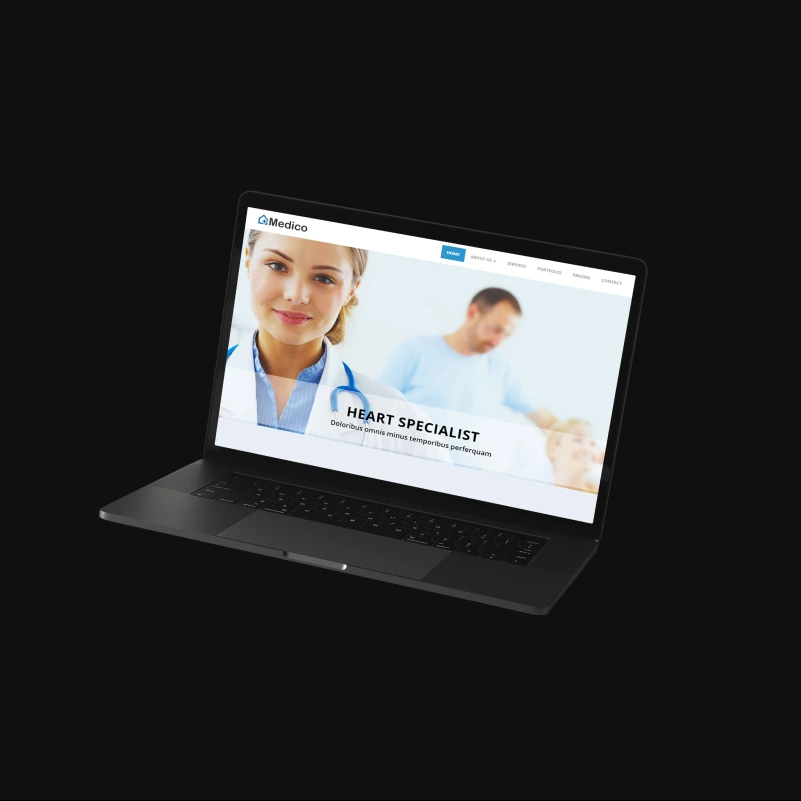 Medico
HOME ABOUT US SERVICES PORTFOLIO PRICING CONTACT
HEART SPECIALIST
Doloribus omnis minus temporibus perferquam